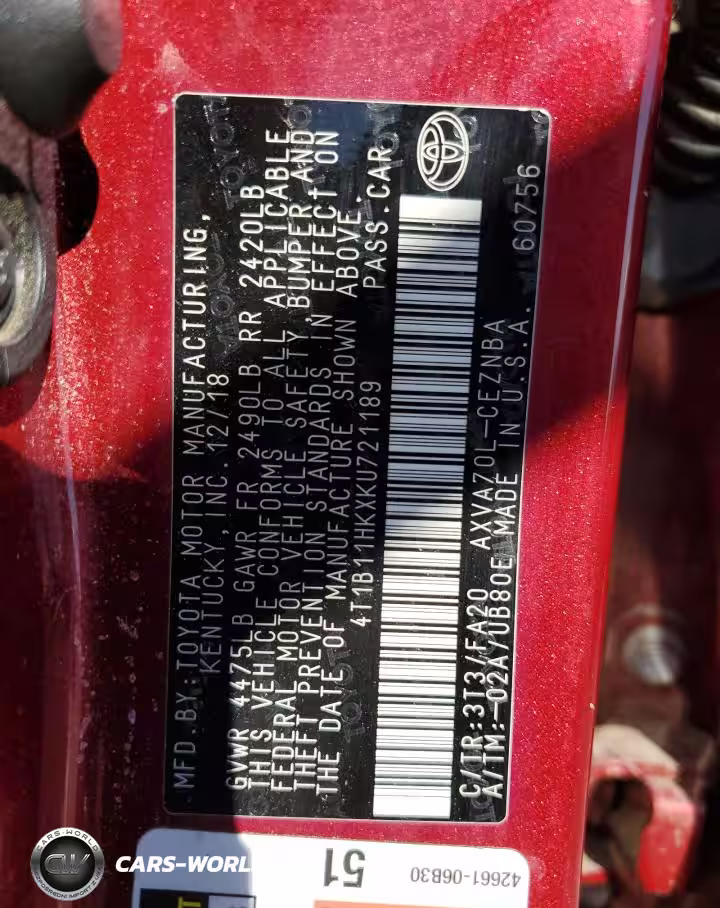 MFD.BY:TOYOTA MOTOR MANUFACTURING,
KENTUCKY, INC. 12/18
GVWR 4475LB GAWR FR 2490LB RR 2420LB
THIS VEHICLE CONFORMS TO ALL APPLICABLE
FEDERAL MOTOR VEHICLE SAFETY,BUMPER,AND
THEFT PREVENTION STANDARDS IN EFFECT ON
THE DATE OF MANUFACTURE SHOWN ABOVE.
4T1B11HKXKU721189 PASS.CAR
C/TR:3T3/FA20 AXVA70L-CEZNBA
A/TM:-02A/UB80E MADE IN U.S.A. 60756
51
42661-06B30
CARS-WORLD
CW
CARS-WORL